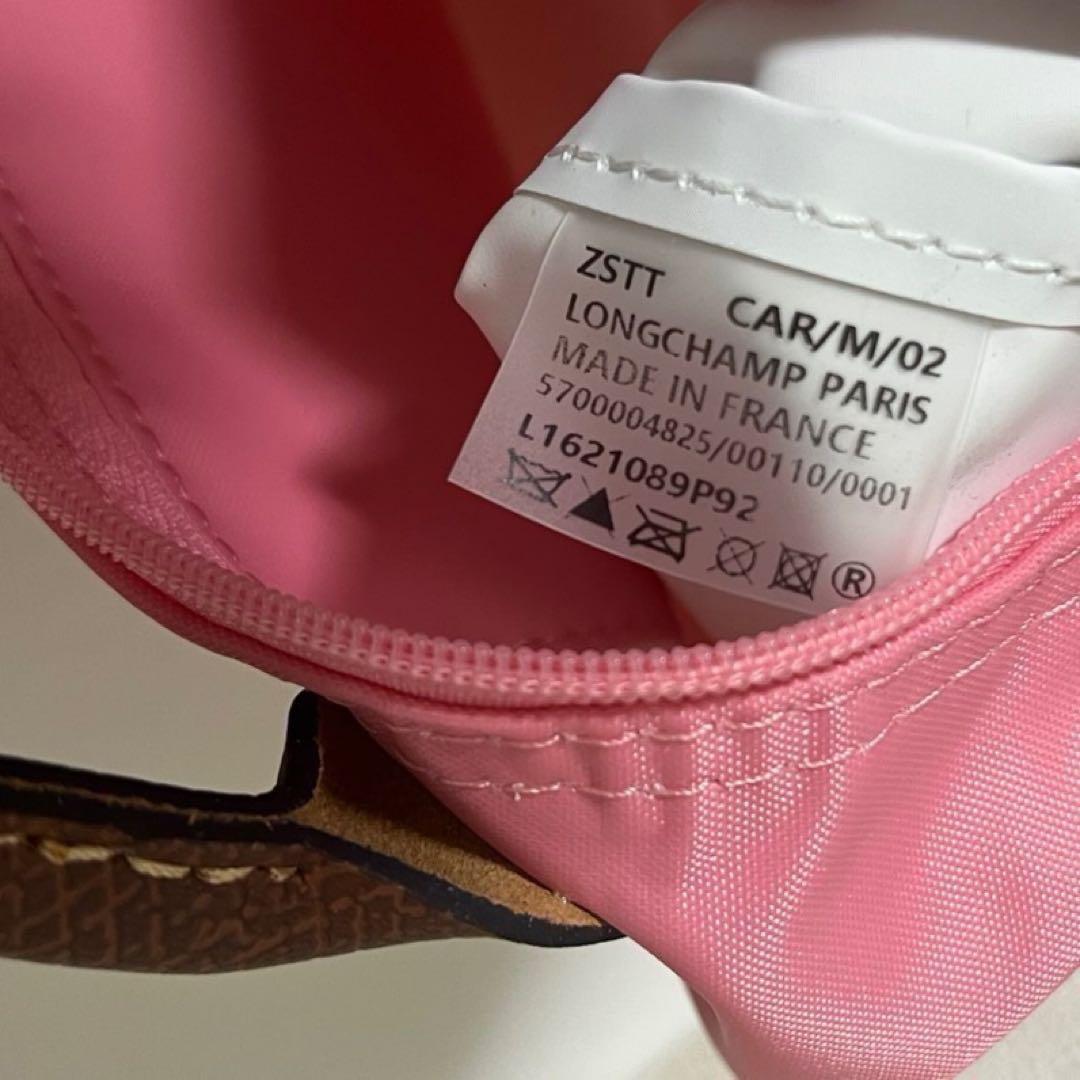 ZSTT CAR/M/02
LONGCHAMP PARIS
MADE IN FRANCE
5700004825/00110/0001
L1621089P92
®